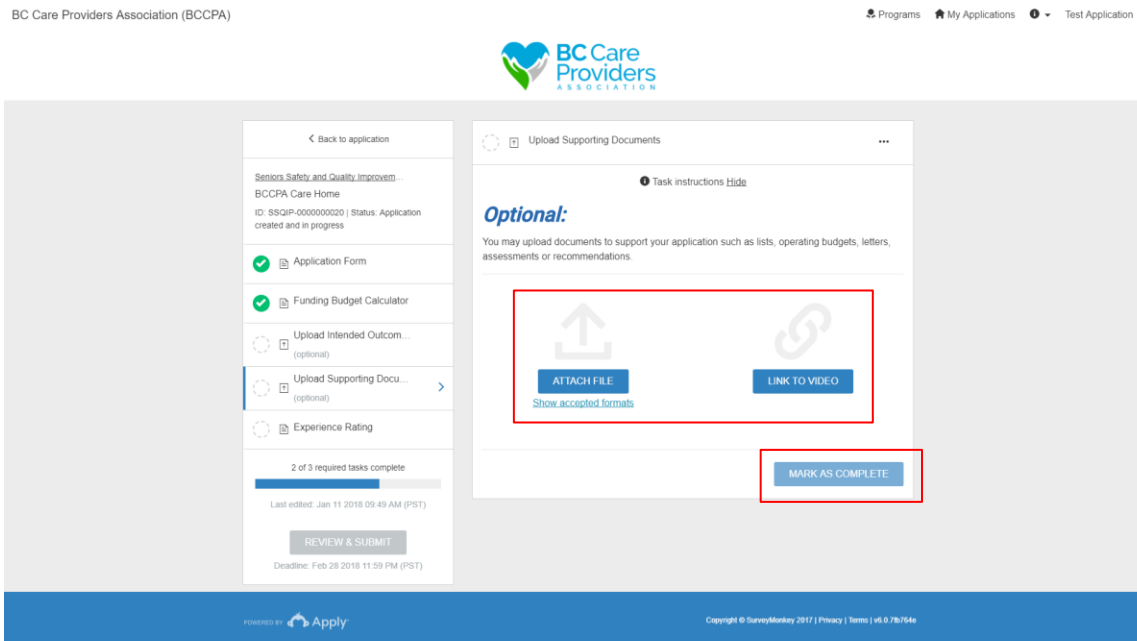 BC Care Providers Association (BCCPA)
Programs My Applications Test Application
BC Care
Providers
ASSOCIATION
Back to application
Seniors Safety and Quality Improvem...
BCCPA Care Home
ID: SSQIP-0000000020 | Status: Application
created and in progress
Application Form
Funding Budget Calculator
Upload Intended Outcom...
(optional)
Upload Supporting Docu...
(optional)
Experience Rating
2 of 3 required tasks complete
Last edited: Jan 11 2018 09:49 AM (PST)
REVIEW & SUBMIT
Deadline: Feb 28 2018 11:59 PM (PST)
Upload Supporting Documents
...
Task instructions Hide
Optional:
You may upload documents to support your application such as lists, operating budgets, letters,
assessments or recommendations.
ATTACH FILE
Show accepted formats
LINK TO VIDEO
MARK AS COMPLETE
POWERED BY Apply
Copyright © SurveyMonkey 2017 | Privacy | Terms | v6.0.7fb764e